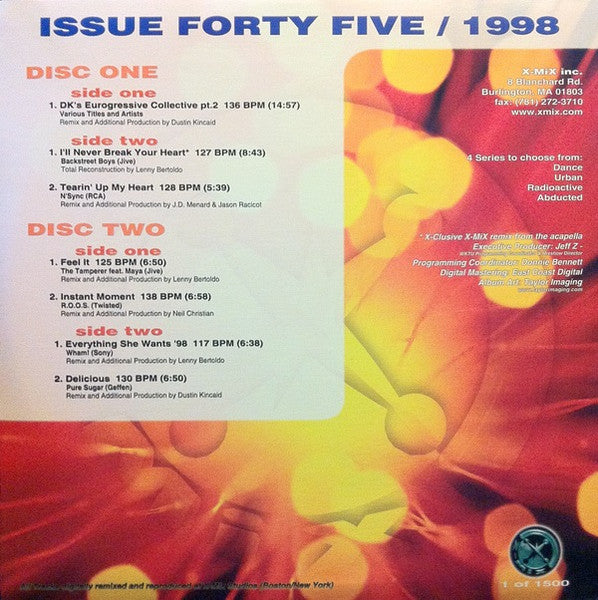 ISSUE FORTY FIVE / 1998
DISC ONE
side one
1. DK's Eurogressive Collective pt.2 136 BPM (14:57)
Various Titles and Artists
Remix and Additional Production by Dustin Kincaid
side two
1. I'll Never Break Your Heart* 127 BPM (8:43)
Backstreet Boys (Jive)
Total Reconstruction by Lenny Bertoldo
2. Tearin' Up My Heart 128 BPM (5:39)
N'Sync (RCA)
Remix and Additional Production by J.D. Menard & Jason Racicot
DISC TWO
side one
1. Feel It 125 BPM (6:50)
The Tamperer feat. Maya (Jive)
Remix and Additional Production by Lenny Bertoldo
2. Instant Moment 138 BPM (6:58)
R.O.O.S. (Twisted)
Remix and Additional Production by Neil Christian
side two
1. Everything She Wants '98 117 BPM (6:38)
Wham! (Sony)
Remix and Additional Production by Lenny Bertoldo
2. Delicious 130 BPM (6:50)
Pure Sugar (Geffen)
Remix and Additional Production by Dustin Kincaid
X-MiX inc.
8 Blanchard Rd.
Burlington, MA 01803
fax: (781) 272-3710
www.xmix.com
4 Series to choose from:
Dance
Urban
Radioactive
Abducted
* X-Clusive X-MiX remix from the acapella
Executive Producer: Jeff Z -
Programming Coordinator: Donnie Bennett
Digital Mastering: East Coast Digital
Album Art: Taylor Imaging
digitally remixed and reproduced at Studios (Boston/New York)
1 of 1500